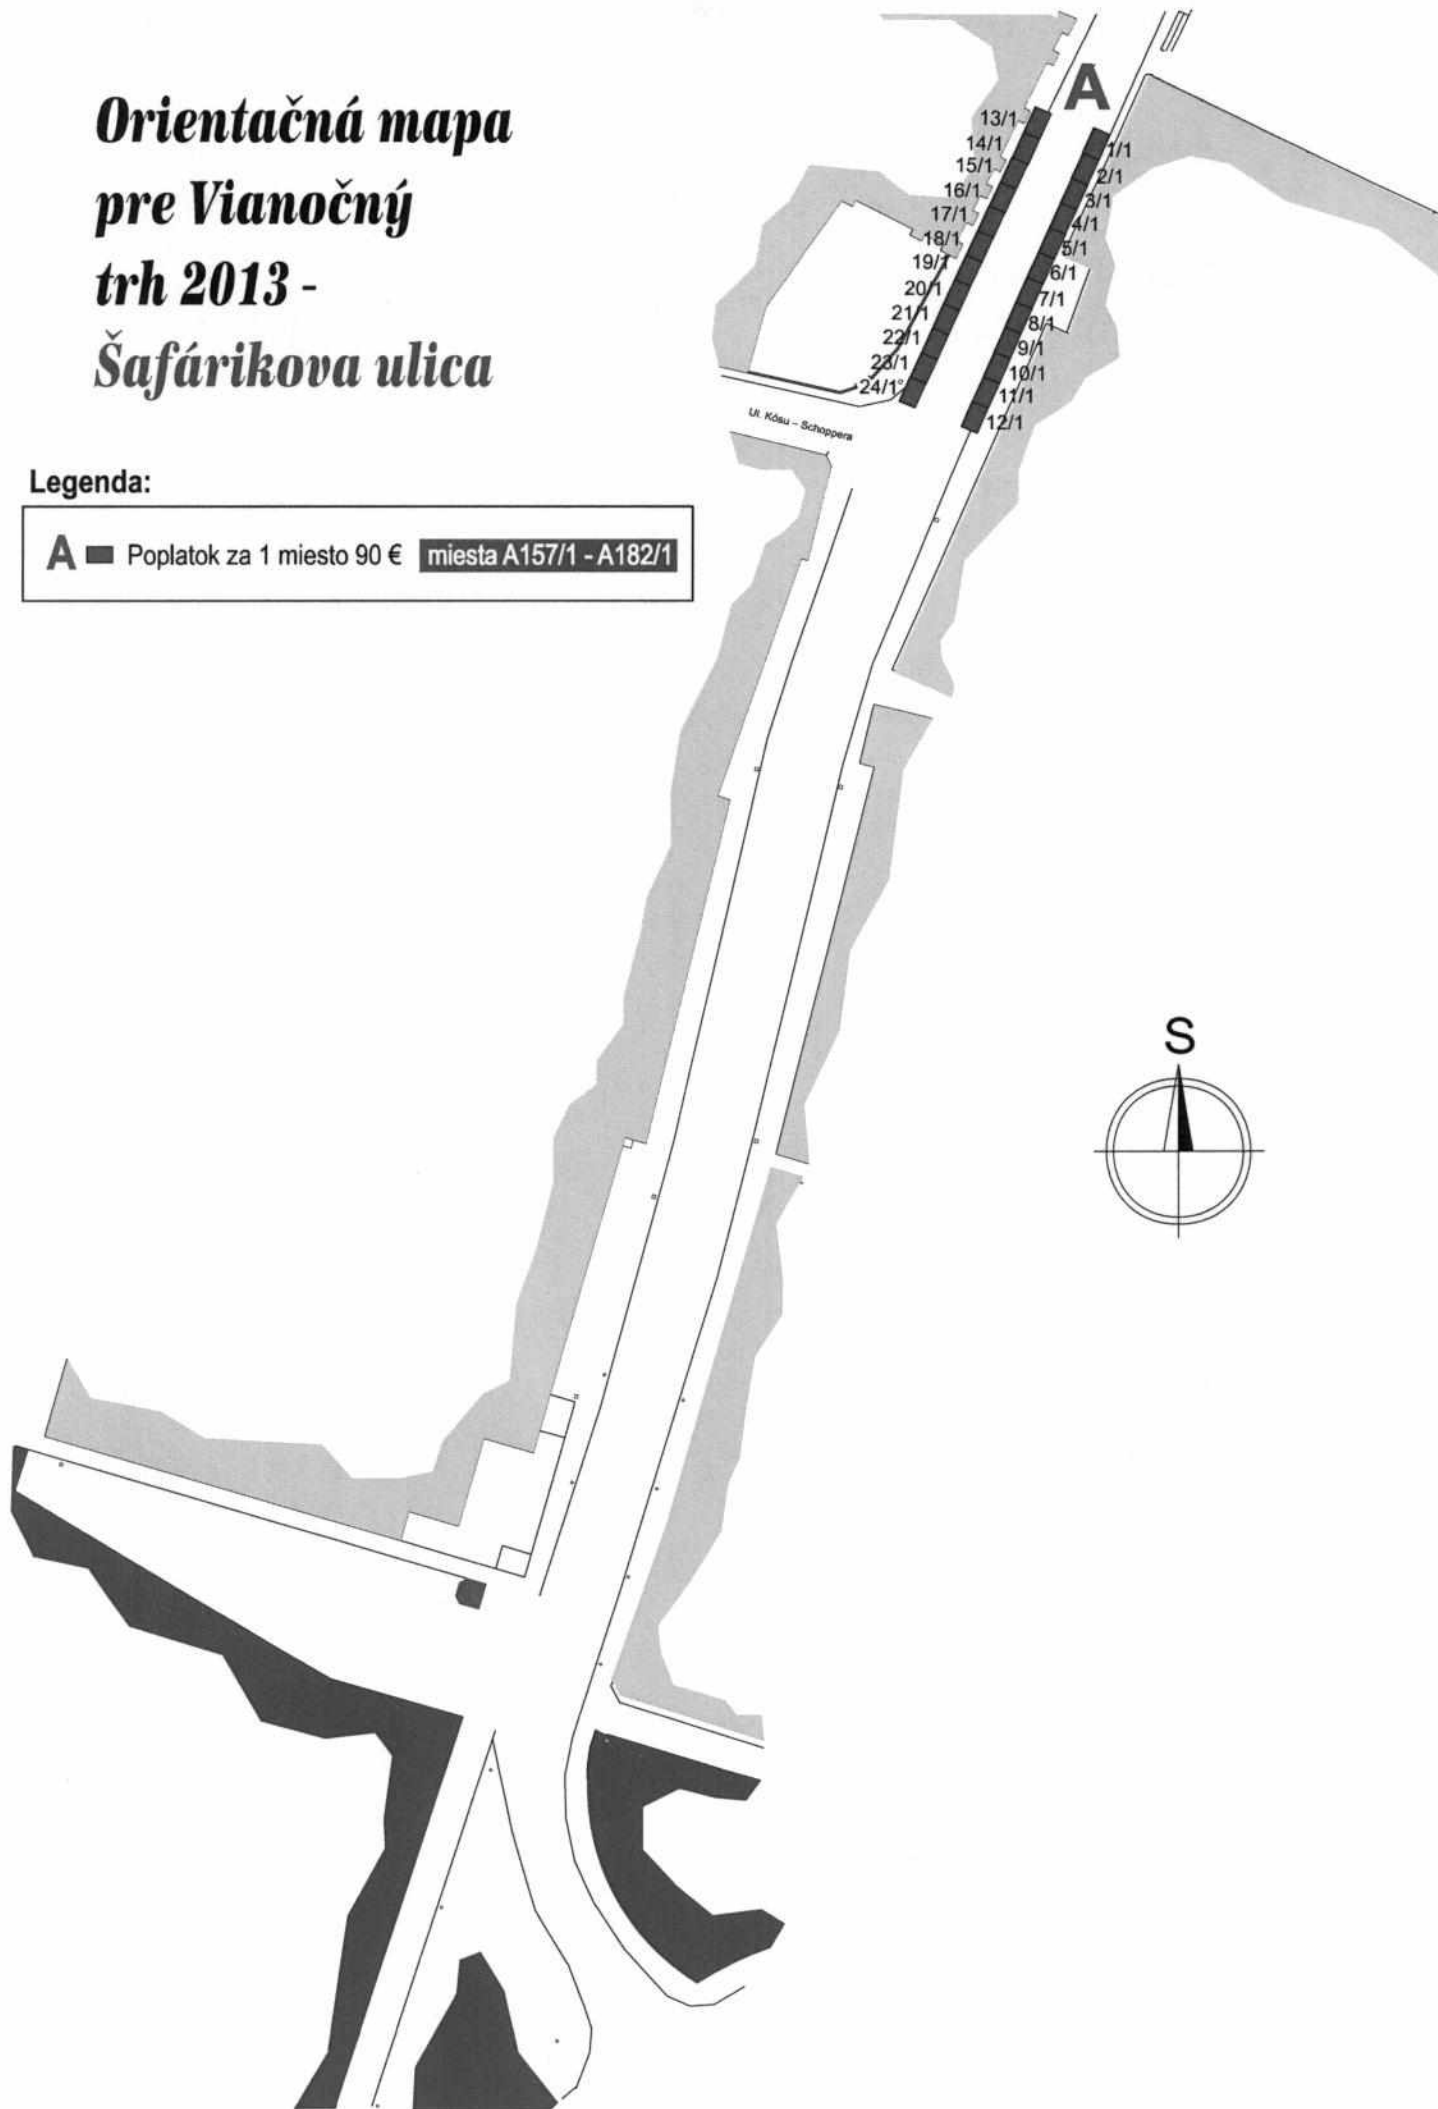 Orientačná mapa
pre Vianočný
trh 2013 -
Šafárikova ulica
Legenda:
A Poplatok za 1 miesto 90 € miesta A157/1 - A182/1
A
13/1
14/1
15/1
16/1
17/1
18/1
19/1
20/1
21/1
22/1
23/1
24/1
1/1
2/1
3/1
4/1
5/1
6/1
7/1
8/1
9/1
10/1
11/1
12/1
Ul. Kósu – Schoppera
S